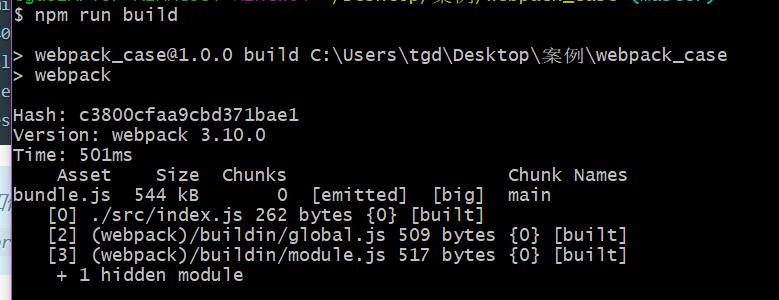 $ npm run build
> webpack_case@1.0.0 build C:\Users\tgd\Desktop\案例\webpack_case
> webpack
Hash: c3800cfaa9cbd371bae1
Version: webpack 3.10.0
Time: 501ms
Asset Size Chunks Chunk Names
bundle.js 544 kB 0 [emitted] [big] main
[0] ./src/index.js 262 bytes {0} [built]
[2] (webpack)/buildin/global.js 509 bytes {0} [built]
[3] (webpack)/buildin/module.js 517 bytes {0} [built]
+ 1 hidden module